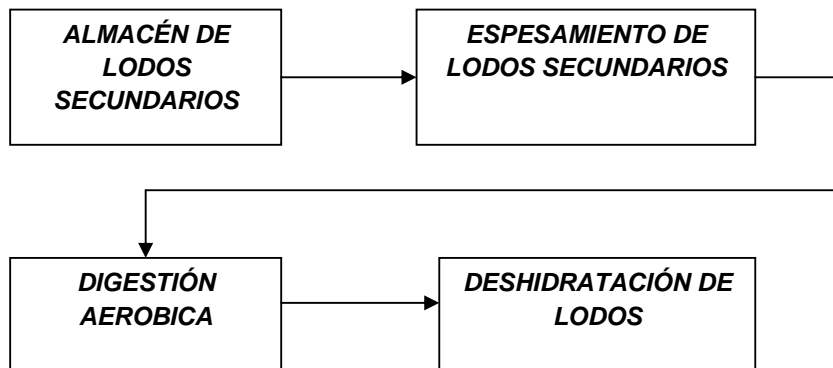 ALMACÉN DE
LODOS
SECUNDARIOS
ESPESAMIENTO DE
LODOS SECUNDARIOS
DIGESTIÓN
AEROBICA
DESHIDRATACIÓN DE
LODOS